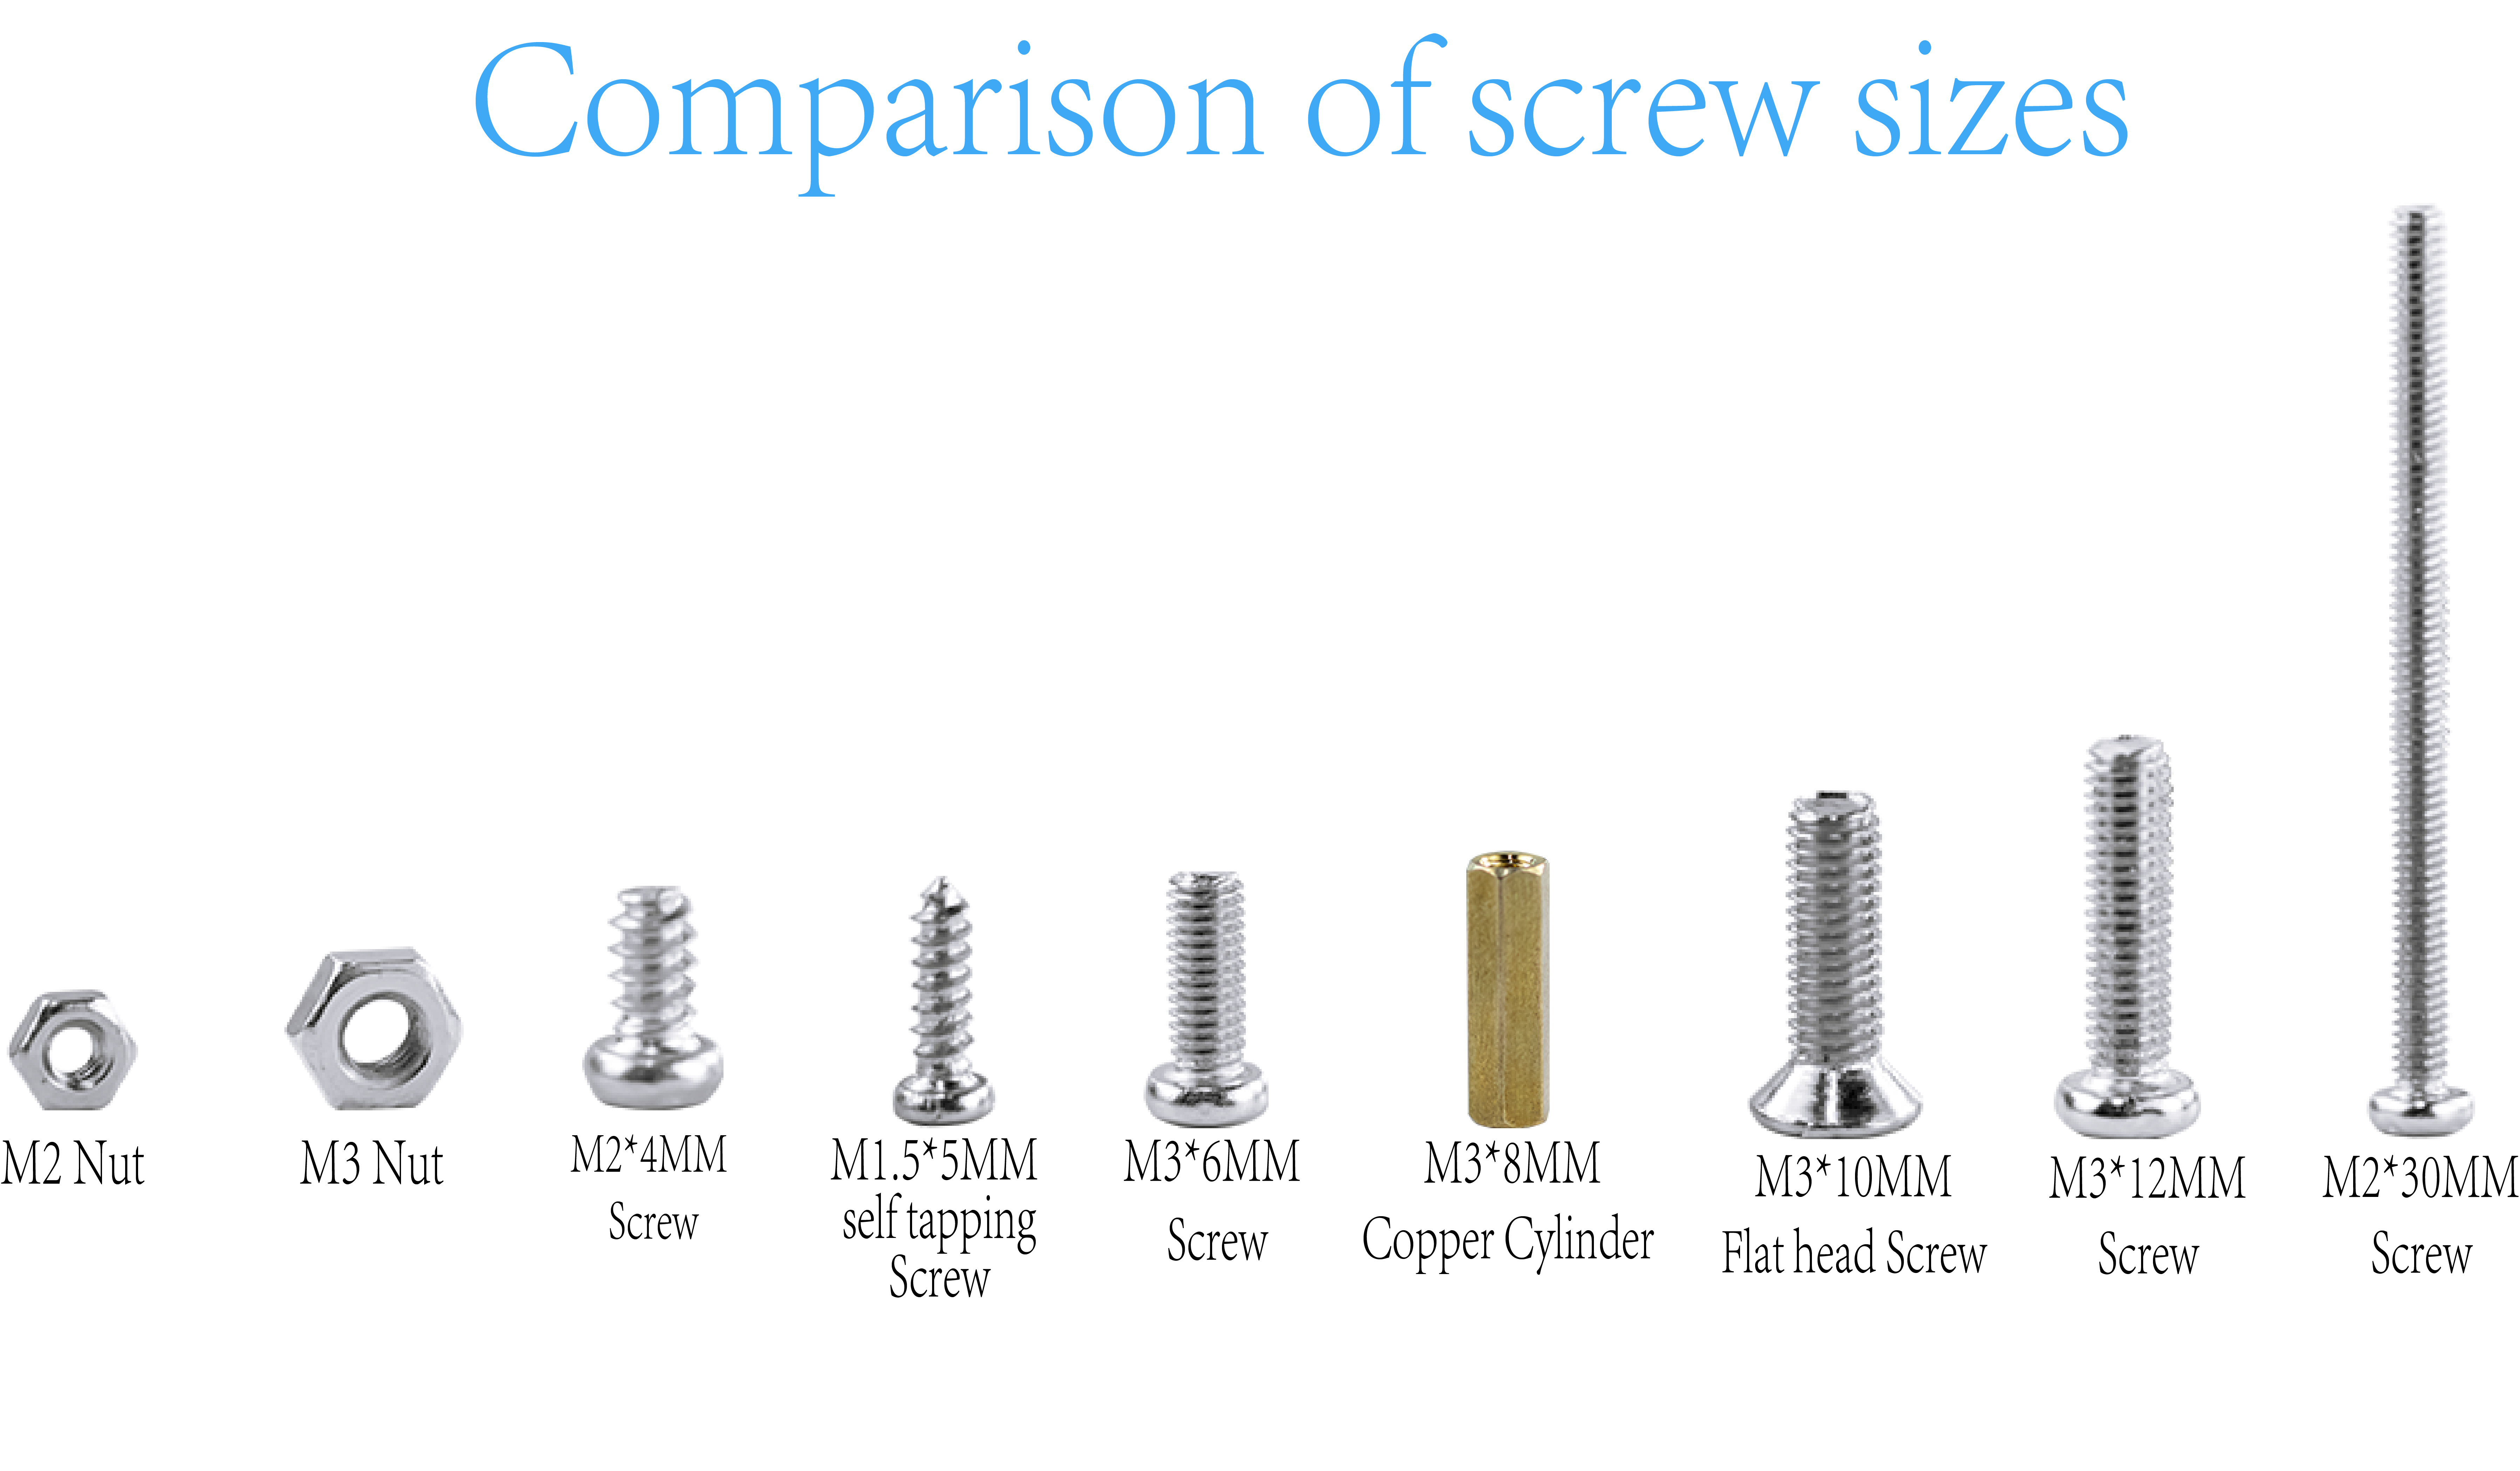 Comparison of screw sizes
M2 Nut
M3 Nut
M2*4MM
Screw
M1.5*5MM
self tapping
Screw
M3*6MM
Screw
M3*8MM
Copper Cylinder
M3*10MM
Flat head Screw
M3*12MM
Screw
M2*30MM
Screw